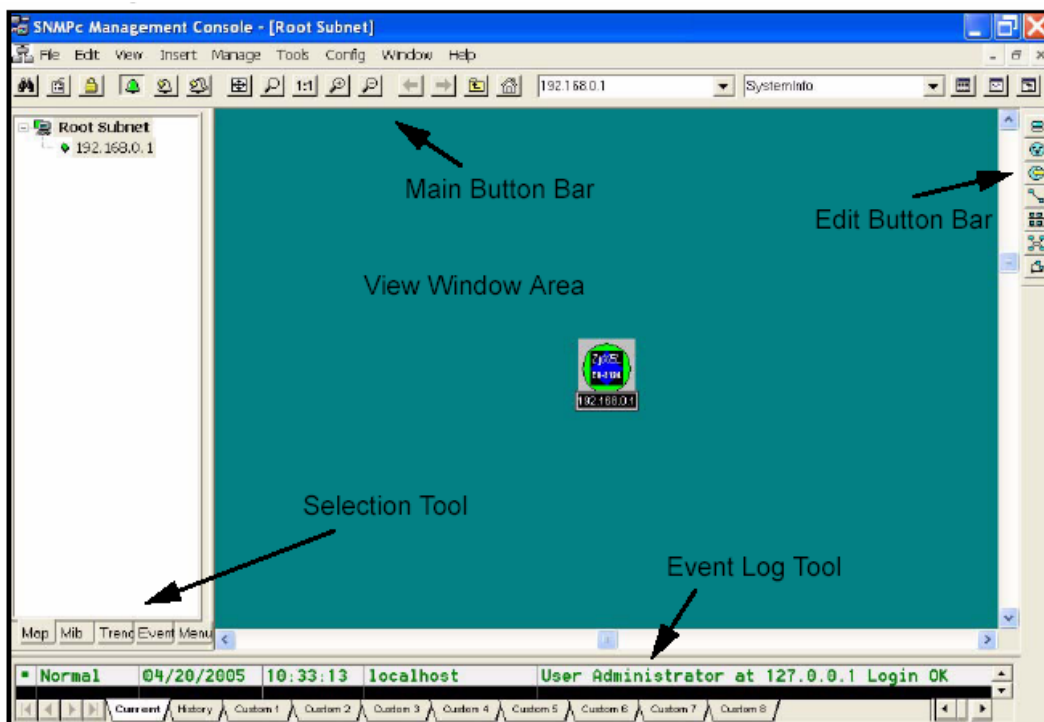 SNMPc Management Console - [Root Subnet]
File Edit View Insert Manage Tools Config Window Help
1:1 192.168.0.1 SystemInfo
Root Subnet
192.168.0.1
Main Button Bar
Edit Button Bar
View Window Area
ZyXEL
192.168.0.1
Selection Tool
Event Log Tool
Map Mib Trend Event Menu
Normal 04/20/2005 10:33:13 localhost User Administrator at 127.0.0.1 Login OK
Current History Custom 1 Custom 2 Custom 3 Custom 4 Custom 5 Custom 6 Custom 7 Custom 8